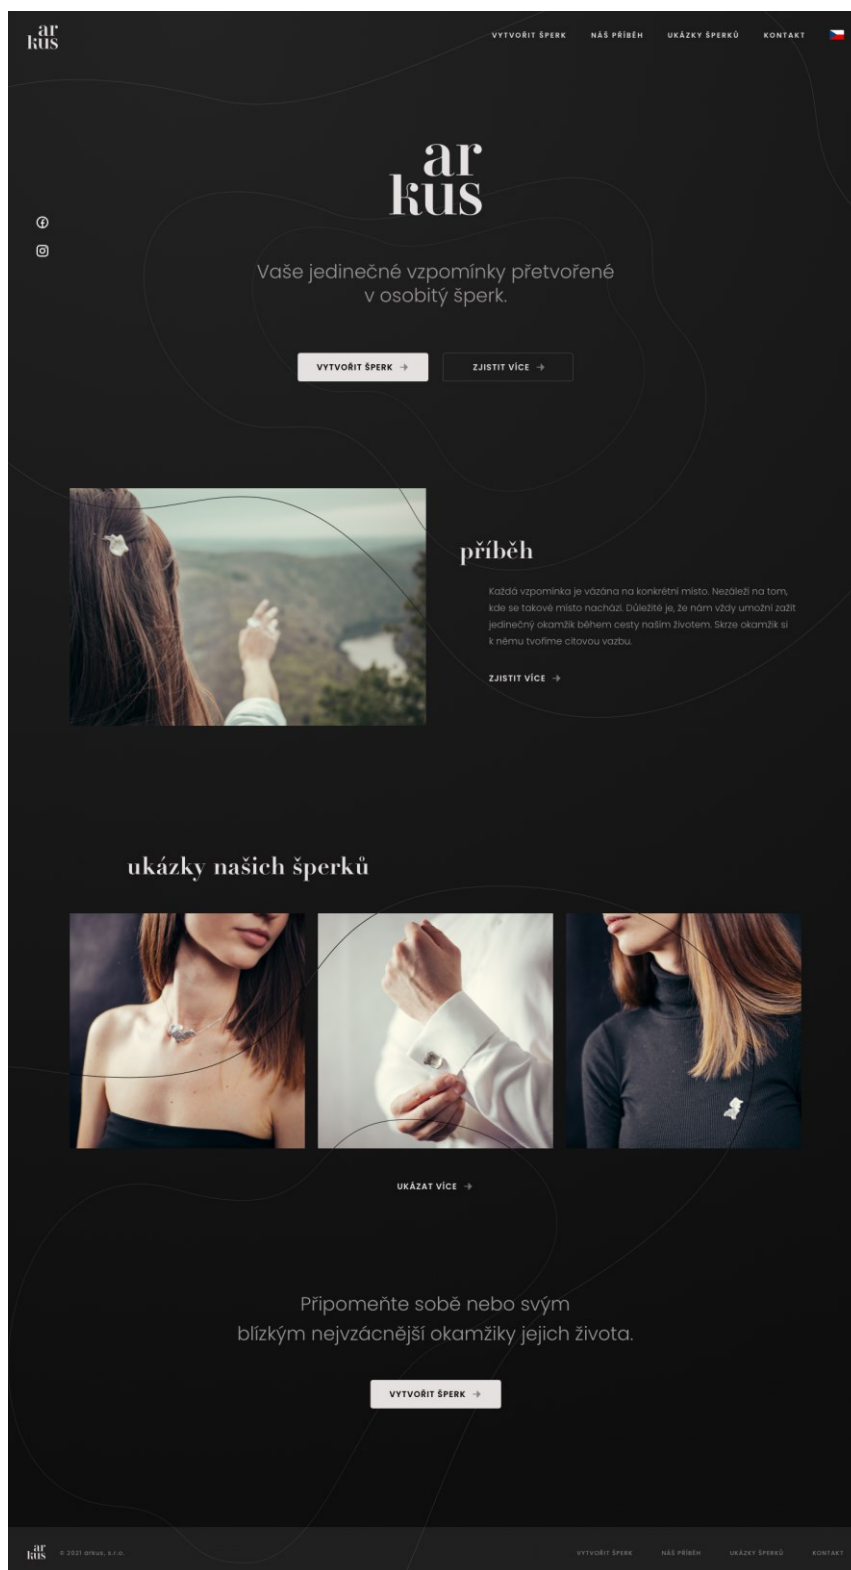 ar
kus
VYTVOŘIT ŠPERK NÁŠ PŘÍBĚH UKÁZKY ŠPERKŮ KONTAKT
ar
kus
Vaše jedinečné vzpomínky přetvořené
v osobitý šperk.
VYTVOŘIT ŠPERK → ZJISTIT VÍCE →
příběh
Každá vzpomínka je vázána na konkrétní místo. Nezáleží na tom,
kde se takové místo nachází. Důležité je, že nám vždy umožní zažít
jedinečný okamžik během cesty naším životem. Skrze okamžik si
k němu tvoříme citovou vazbu.
ZJISTIT VÍCE →
ukázky našich šperků
UKÁZAT VÍCE →
Připomeňte sobě nebo svým
blízkým nejvzácnější okamžiky jejich života.
VYTVOŘIT ŠPERK →
ar
kus
© 2021 arkus, s.r.o. VYTVOŘIT ŠPERK NÁŠ PŘÍBĚH UKÁZKY ŠPERKŮ KONTAKT